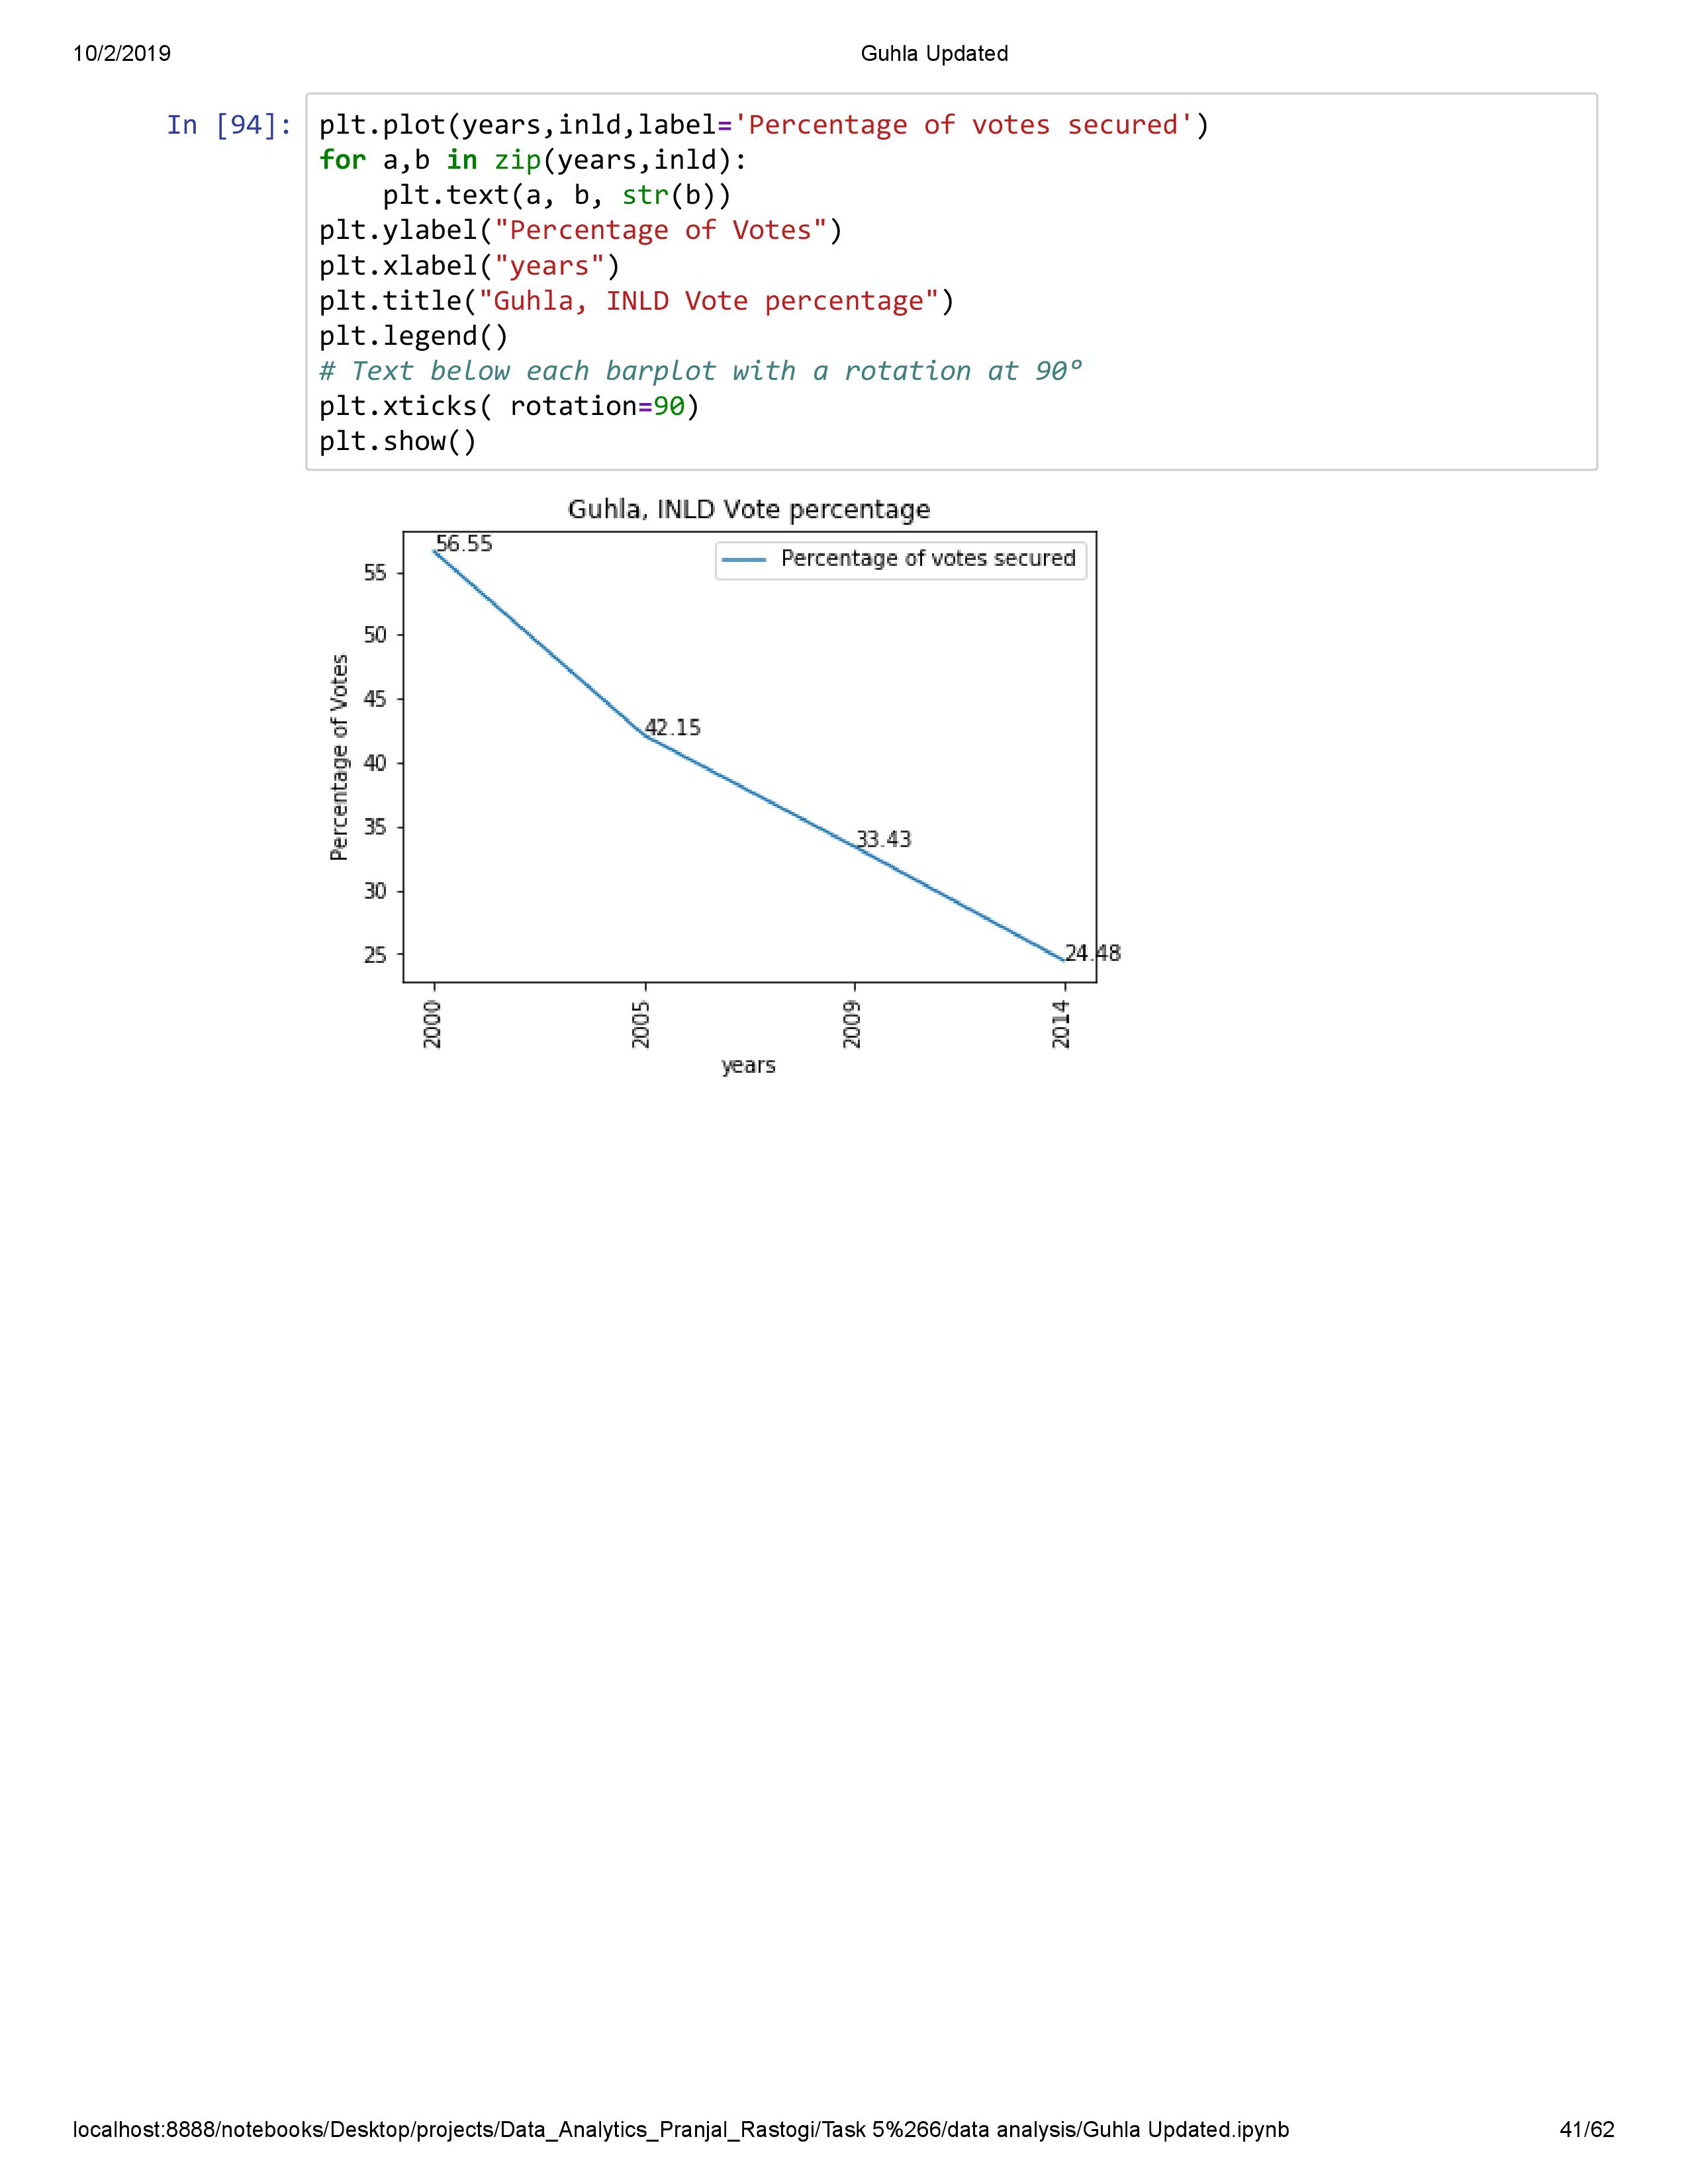 10/2/2019 Guhla Updated
In [94]: plt.plot(years,inld,label='Percentage of votes secured')
for a,b in zip(years,inld):
    plt.text(a, b, str(b))
plt.ylabel("Percentage of Votes")
plt.xlabel("years")
plt.title("Guhla, INLD Vote percentage")
plt.legend()
# Text below each barplot with a rotation at 90º
plt.xticks( rotation=90)
plt.show()
Guhla, INLD Vote percentage
56.55
Percentage of votes secured
55
50
45
42.15
40
35
33.43
30
25
24.48
Percentage of Votes
2000 2005 2009 2014
years
localhost:8888/notebooks/Desktop/projects/Data_Analytics_Pranjal_Rastogi/Task 5%266/data analysis/Guhla Updated.ipynb 41/62